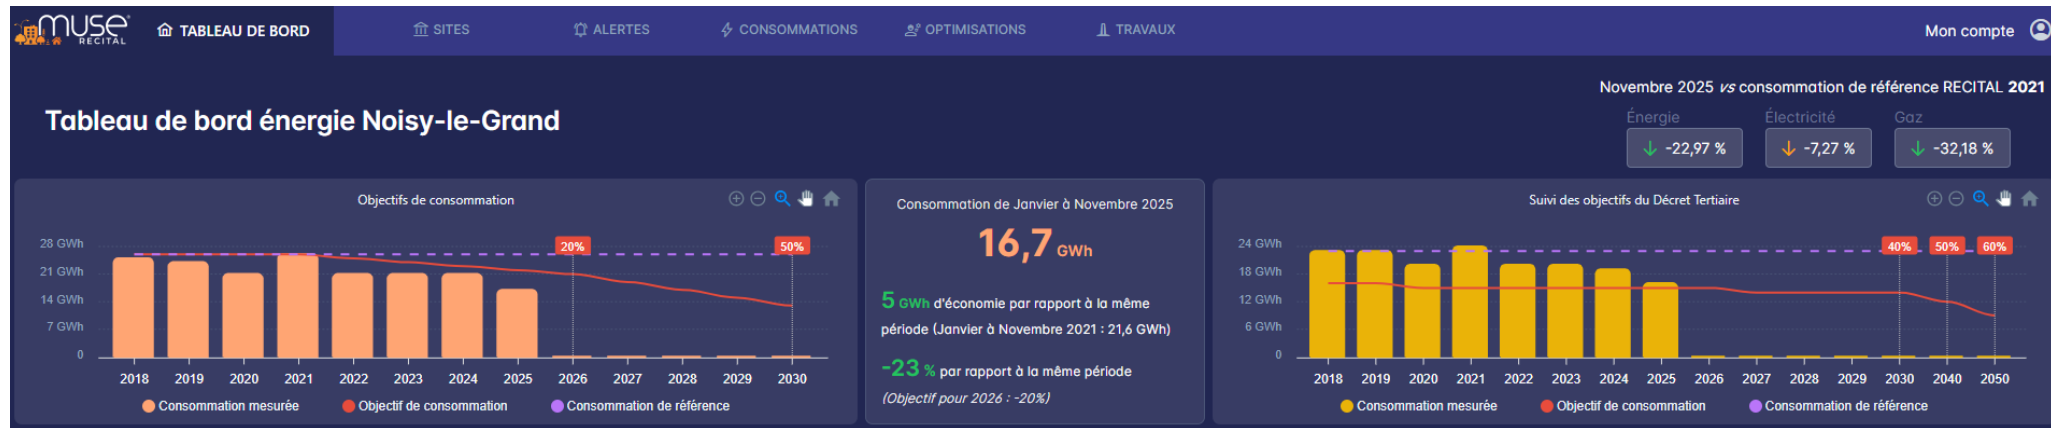 muse
RECITAL
TABLEAU DE BORD
SITES
ALERTES
CONSOMMATIONS
OPTIMISATIONS
TRAVAUX
Mon compte
Tableau de bord énergie Noisy-le-Grand
Novembre 2025 vs consommation de référence RECITAL 2021
Énergie
Électricité
Gaz
-22,97 %
-7,27 %
-32,18 %
Objectifs de consommation
28 GWh
21 GWh
14 GWh
7 GWh
0
20%
50%
2018 2019 2020 2021 2022 2023 2024 2025 2026 2027 2028 2029 2030
Consommation mesurée
Objectif de consommation
Consommation de référence
Consommation de Janvier à Novembre 2025
16,7 GWh
5 GWh d'économie par rapport à la même
période (Janvier à Novembre 2021 : 21,6 GWh)
-23 % par rapport à la même période
(Objectif pour 2026 : -20%)
Suivi des objectifs du Décret Tertiaire
24 GWh
18 GWh
12 GWh
6 GWh
0
40%
50%
60%
2018 2019 2020 2021 2022 2023 2024 2025 2026 2027 2028 2029 2030 2040 2050
Consommation mesurée
Objectif de consommation
Consommation de référence